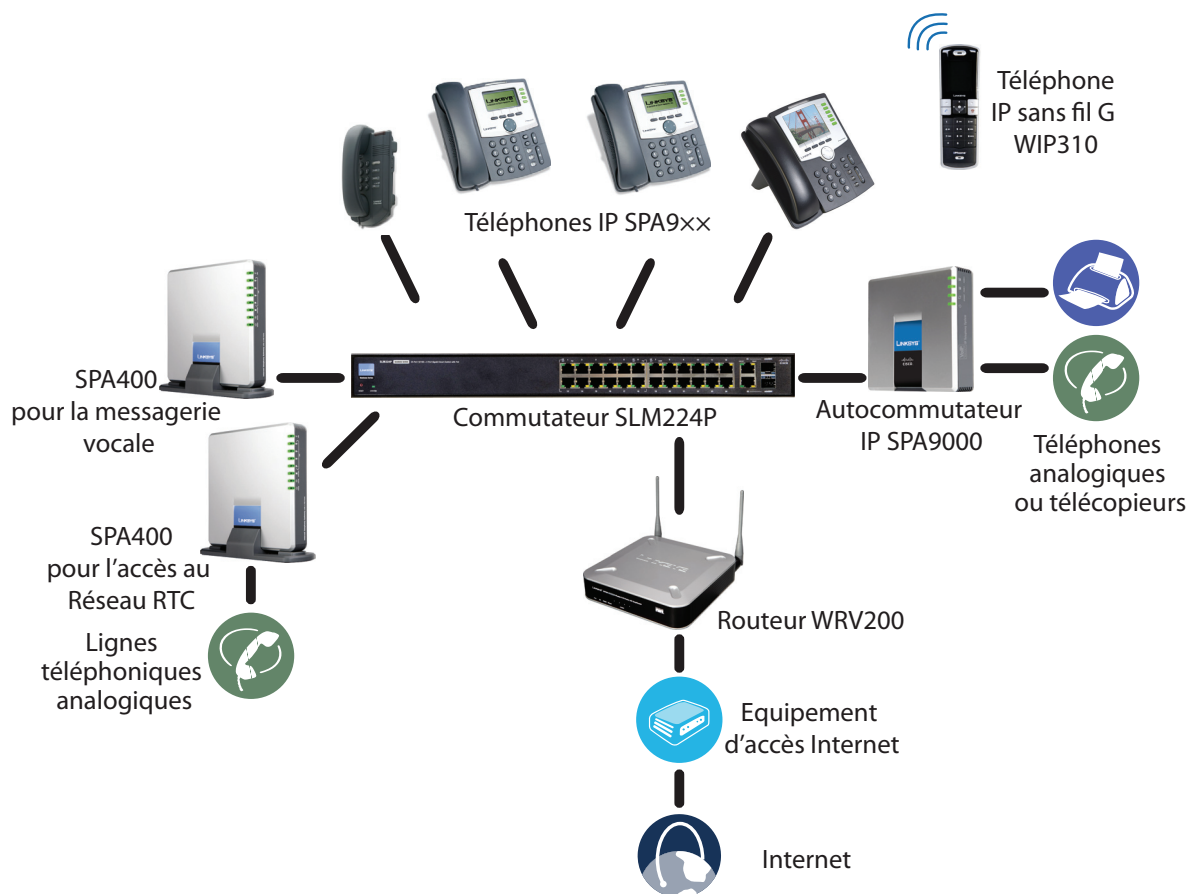 Téléphone
IP sans fil G
WIP310
Téléphones IP SPA9××
LINKSYS
SPA400
pour la messagerie
vocale
Commutateur SLM224P
Autocommutateur
IP SPA9000
Téléphones
analogiques
ou télécopieurs
SPA400
pour l’accès au
Réseau RTC
Lignes
téléphoniques
analogiques
Routeur WRV200
Equipement
d’accès Internet
Internet